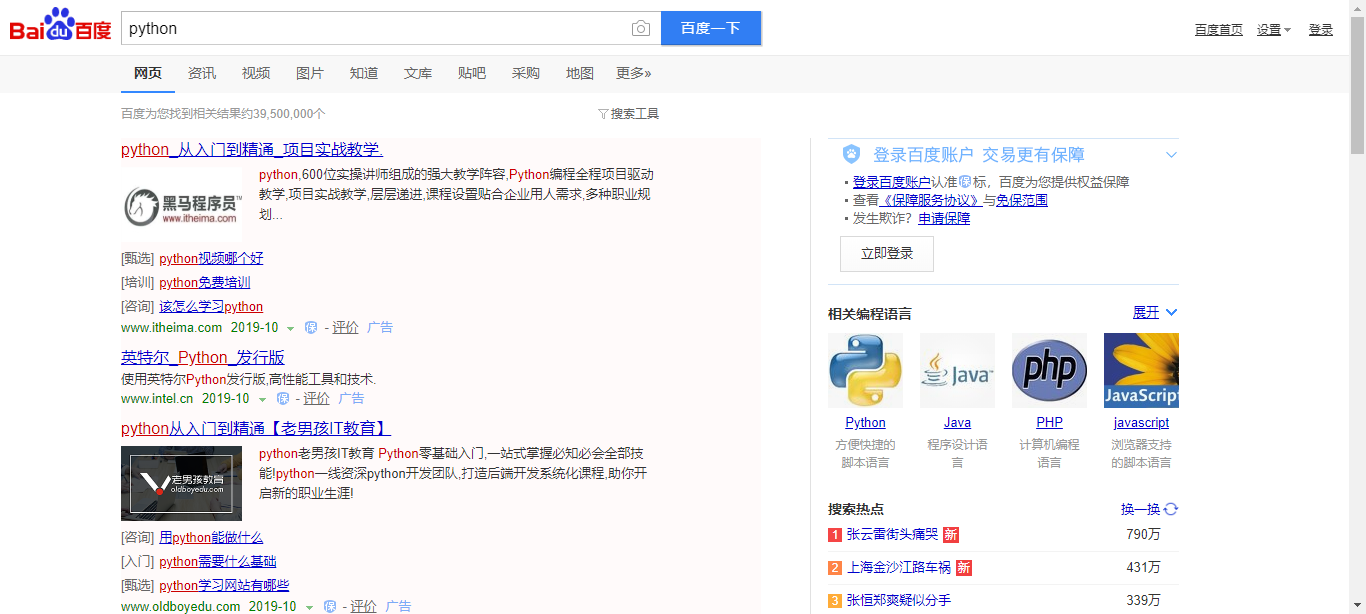 Bai du 百度
python
百度一下
百度首页 设置 登录
网页 资讯 视频 图片 知道 文库 贴吧 采购 地图 更多»
百度为您找到相关结果约39,500,000个
搜索工具
python_从入门到精通_项目实战教学.
黑马程序员™
www.itheima.com
python,600位实操讲师组成的强大教学阵容,Python编程全程项目驱动
教学,项目实战教学,层层递进,课程设置贴合企业用人需求,多种职业规
划...
[甄选] python视频哪个好
[培训] python免费培训
[咨询] 该怎么学习python
www.itheima.com 2019-10 保 - 评价 广告
英特尔_Python_发行版
使用英特尔Python发行版,高性能工具和技术.
www.intel.cn 2019-10 保 - 评价 广告
python从入门到精通【老男孩IT教育】
老男孩教育
oldboyedu.com
python老男孩IT教育 Python零基础入门,一站式掌握必知必会全部技
能!python一线资深python开发团队,打造后端开发系统化课程,助你开
启新的职业生涯!
[咨询] 用python能做什么
[入门] python需要什么基础
[甄选] python学习网站有哪些
www.oldboyedu.com 2019-10 保 - 评价 广告
登录百度账户 交易更有保障
登录百度账户认准保标，百度为您提供权益保障
查看《保障服务协议》与免保范围
发生欺诈？申请保障
立即登录
相关编程语言
展开
Java™
php
JavaScript
Python Java PHP javascript
方便快捷的 程序设计语 计算机编程 浏览器支持
脚本语言 言 语言 的脚本语言
搜索热点
换一换
1 张云雷街头痛哭 新 790万
2 上海金沙江路车祸 新 431万
3 张恒郑爽疑似分手 339万